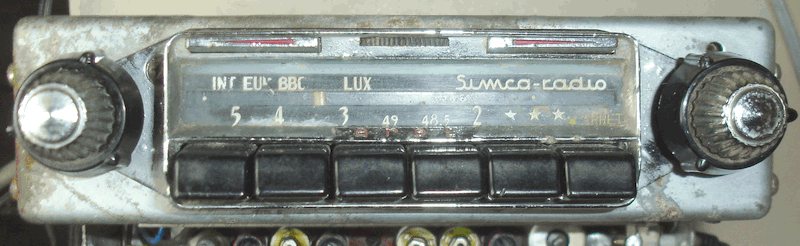 INT EUR BBC LUX Simca-radio
5 4 3 49 48,5 2